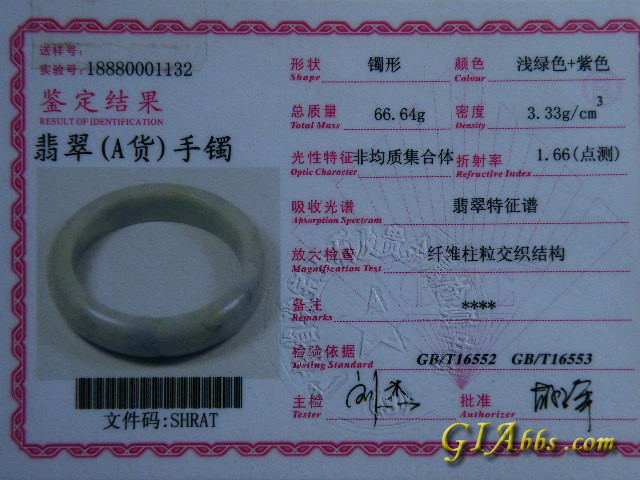 送样号:
实验号: 18880001132
鉴定结果
RESULT OF IDENTIFICATION
翡翠(A货)手镯
文件码:SHRAT
形状 镯形 颜色 浅绿色+紫色
Shape Colour
总质量 66.64g 密度 3.33g/cm³
Total Mass Density
光性特征 非均质集合体 折射率 1.66(点测)
Optic Character Refractive Index
吸收光谱 翡翠特征谱
Absorption Spectrum
放大检查 纤维柱粒交织结构
Magnification Test
备注 ****
Remarks
检验依据 GB/T16552 GB/T16553
Testing Standard
主检 批准
Tester Authorizer
GIAbbs.com